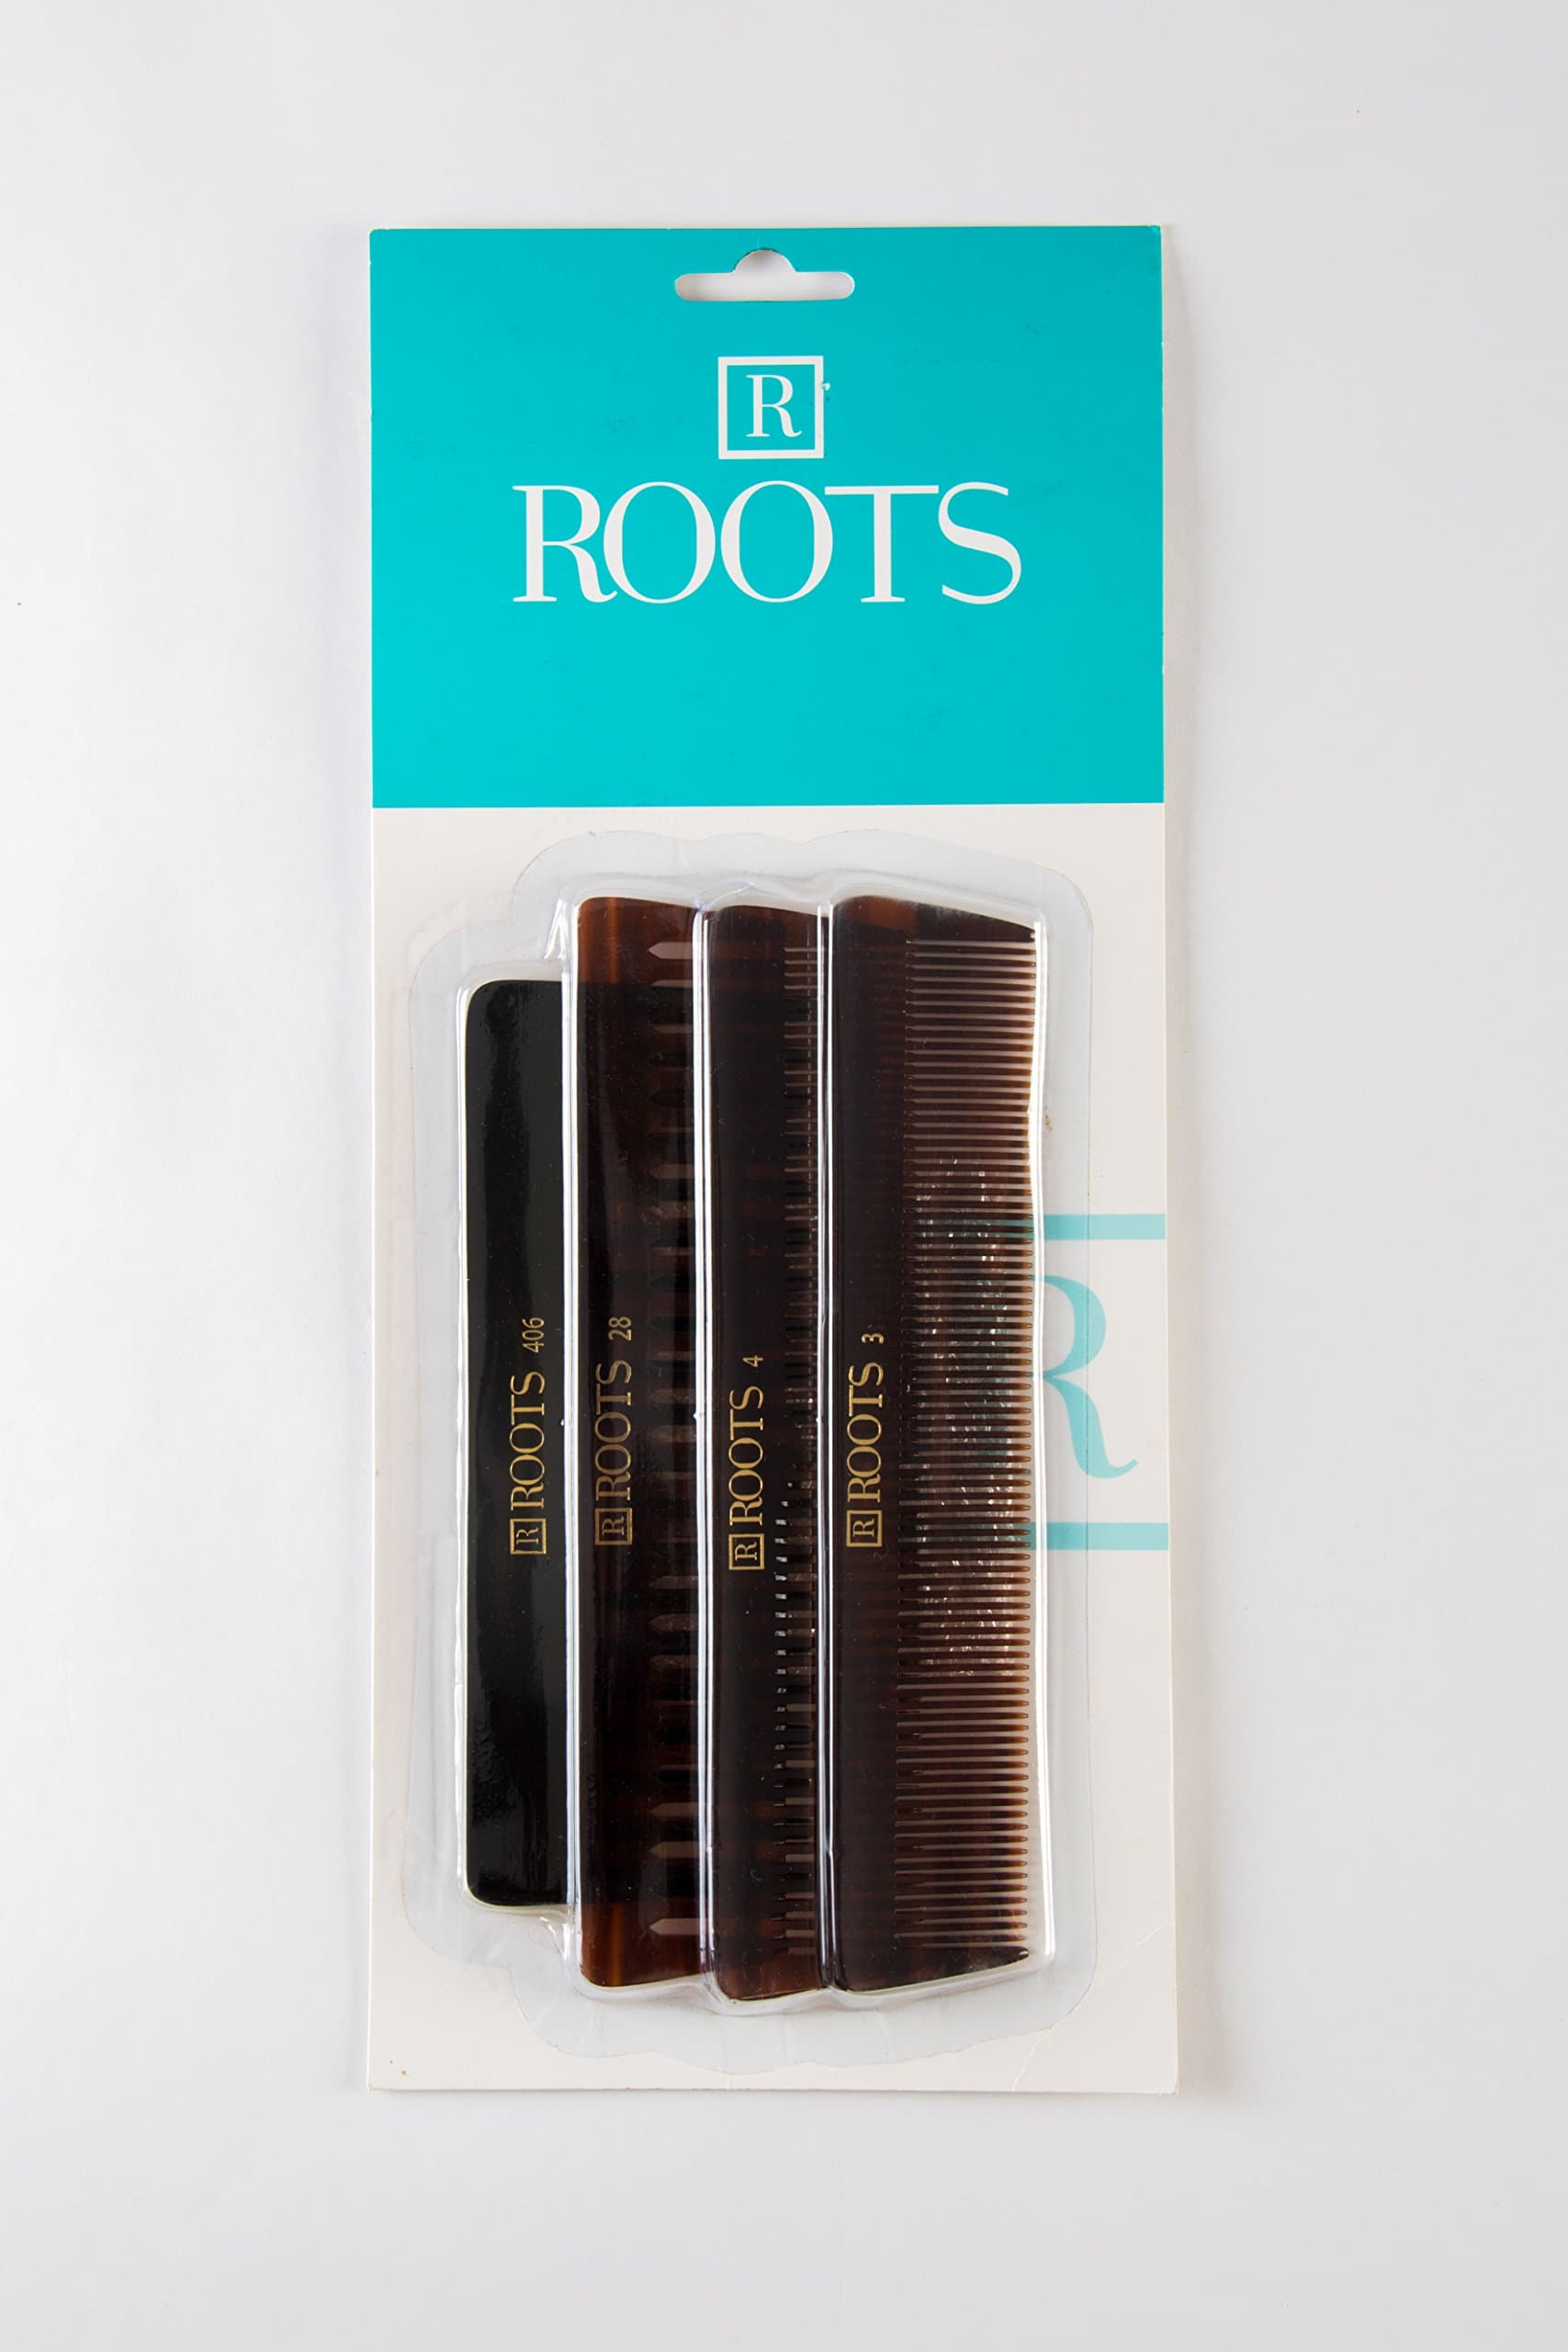 R
ROOTS
R ROOTS 406
R ROOTS 28
R ROOTS 4
R ROOTS 3
R